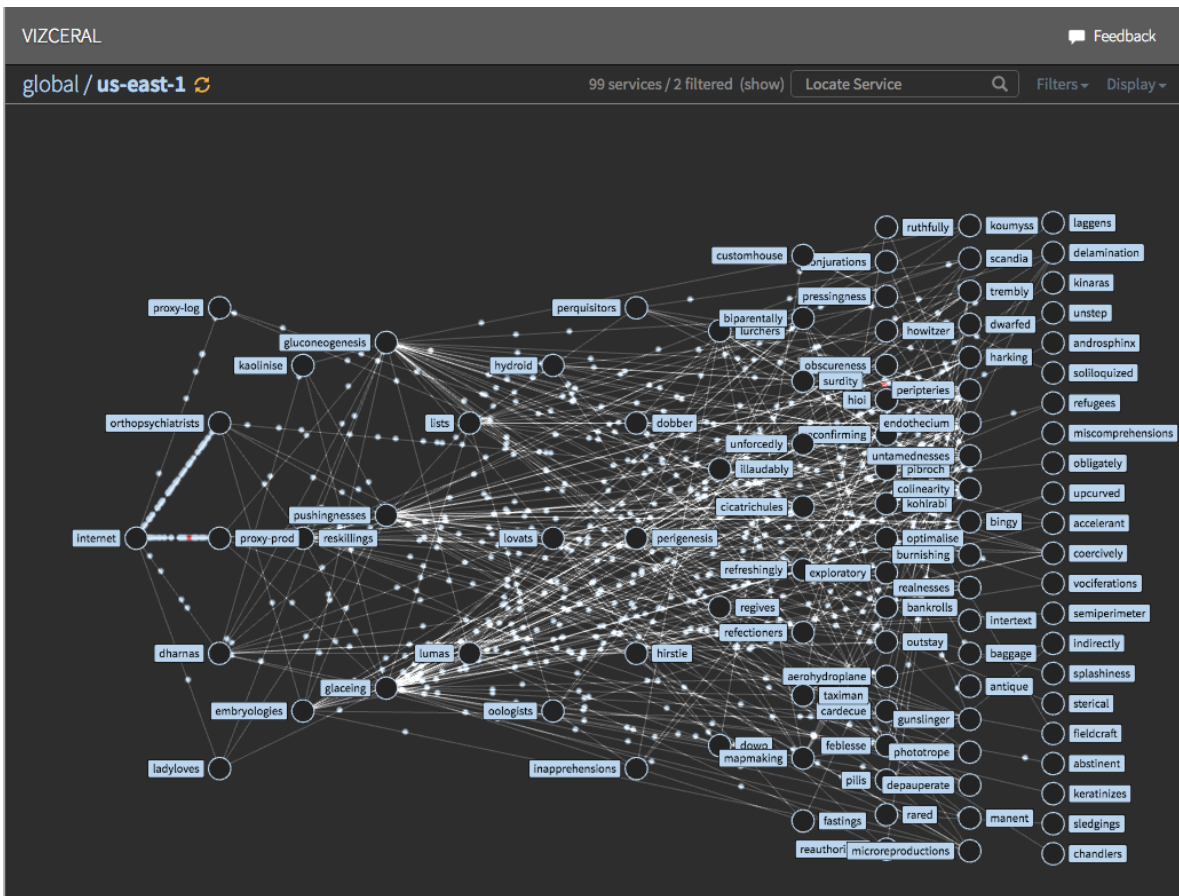 VIZCERAL
Feedback
global / us-east-1
99 services / 2 filtered (show)
Locate Service
Filters
Display
laggens
ruthfully
koumyss
customhouse
delamination
onjurations
scandia
kinaras
trembly
pressingness
proxy-log
perquisitors
unstep
biparentally
dwarfed
lurchers
howitzer
gluconeogenesis
androsphinx
harking
kaolinise
hydroid
obscureness
soliloquized
surdity
peripteries
hioi
refugees
orthopsychiatrists
lists
dobber
endothecium
miscomprehensions
unforcedly
confirming
untamednesses
obligately
illaudably
pibroch
colinearity
upcurved
cicatrichules
kohlrabi
pushingnesses
bingy
accelerant
internet
proxy-prod
reskillings
lovats
perigenesis
optimalise
burnishing
coercively
refreshingly
exploratory
vociferations
realnesses
regives
bankrolls
semiperimeter
intertext
refectioners
outstay
indirectly
dharnas
lumas
hirstie
baggage
splashiness
aerohydroplane
glaceing
antique
taximan
sterical
embryologies
oologists
cardecue
gunslinger
fieldcraft
dowp
feblesse
phototrope
mapmaking
abstinent
ladyloves
inapprehensions
pilis
depauperate
keratinizes
rared
manent
fastings
sledgings
reauthori
microreproductions
chandlers